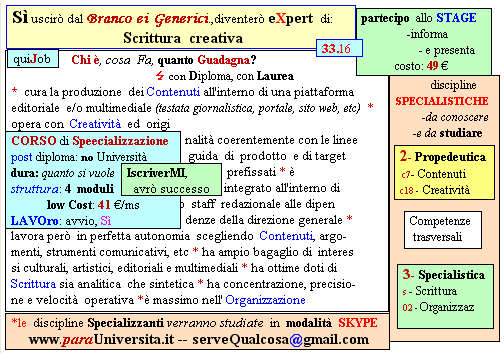 Sì uscirò dal Branco ei Generici.,diventerò eXpert di:
Scrittura creativa
33.16
partecipo allo STAGE
-informa
- e presenta
costo: 49 €
quiJob
Chi è, cosa Fa, quanto Guadagna?
con Diploma, con Laurea
* cura la produzione dei Contenuti all'interno di una piattaforma
editoriale e/o multimediale (testata giornalistica, portale, sito web, etc) *
opera con Creatività ed origi
nalità coerentemente con le linee
guida di prodotto e di target
prefissati * è
integrato all'interno di
staff redazionale alle dipen
denze della direzione generale *
CORSO di Speecializzazione
post diploma: no Università
dura: quanto si vuole
struttura: 4 moduli
low Cost: 41 €/ms
LAVOro: avvio, Sì
IscriverMI,
avrò successo
lavora però in perfetta autonomia scegliendo Contenuti, argo-
menti, strumenti comunicativi, etc * ha ampio bagaglio di interes
si culturali, artistici, editoriali e multimediali * ha ottime doti di
Scrittura sia analitica che sintetica * ha concentrazione, precisio-
ne e velocità operativa * è massimo nell' Organizzazione
discipline
SPECIALISTICHE
-da conoscere
-e da studiare
2- Propedeutica
c7- Contenuti
c18 - Creatività
Competenze
trasversali
3- Specialistica
s - Scrittura
02 - Organizzaz
*le discipline Specializzanti verranno studiate in modalità SKYPE
www.paraUniversita.it -- serveQualcosa@gmail.com